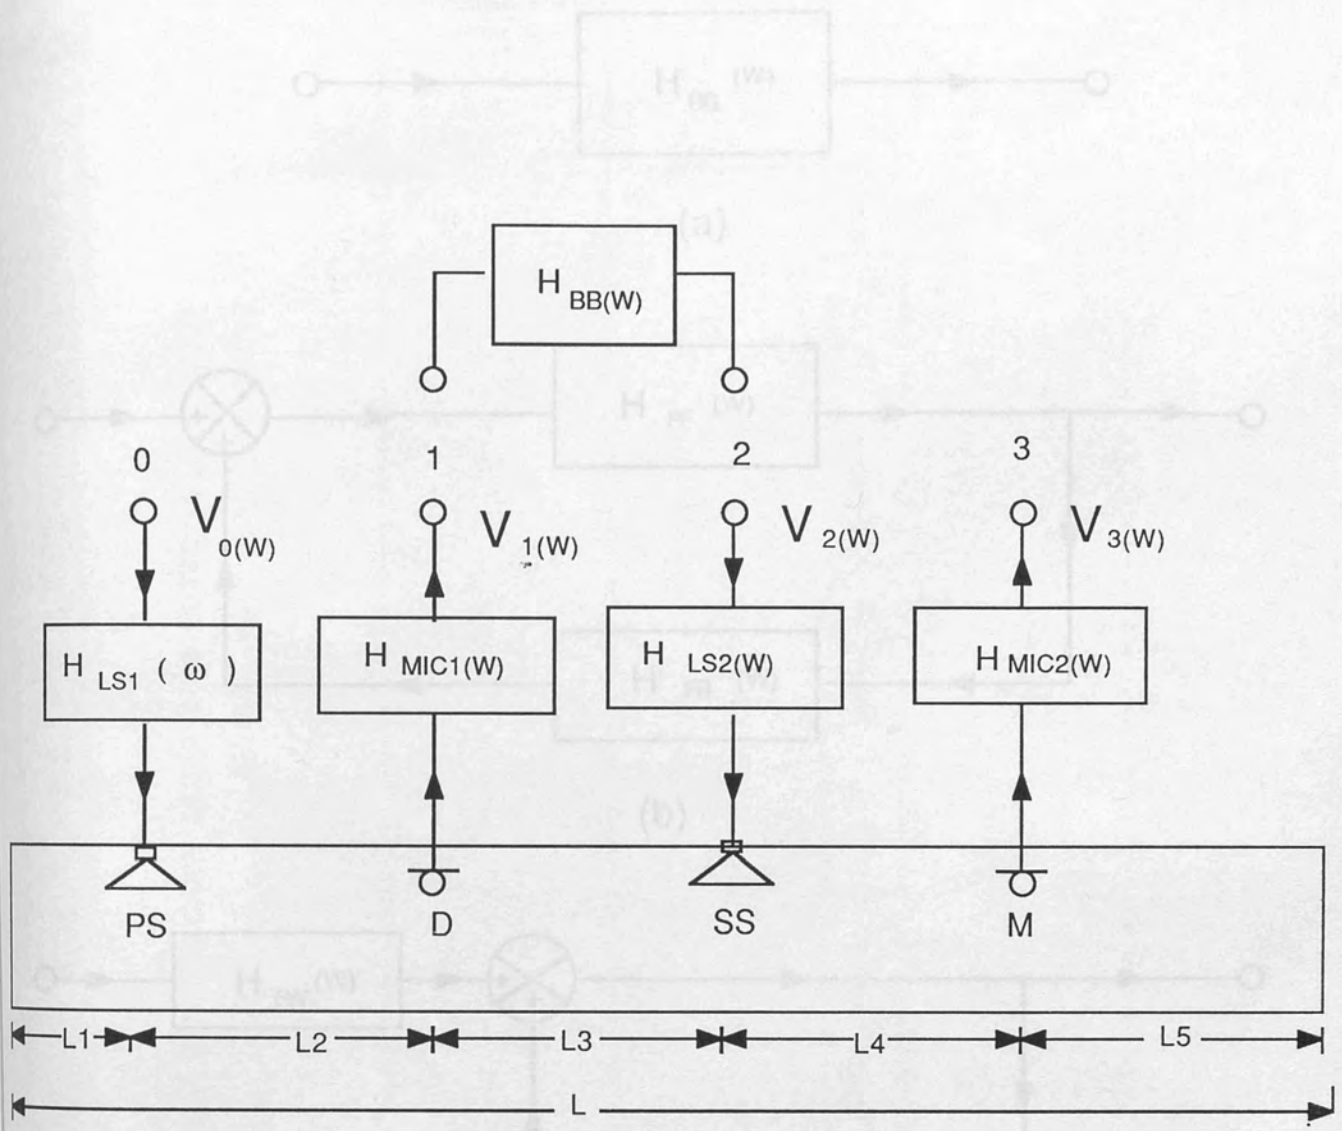 H BB(W)
0 1 2 3
V 0(W) V 1(W) V 2(W) V 3(W)
H LS1 ( ω ) H MIC1(W) H LS2(W) H MIC2(W)
PS D SS M
L1 L2 L3 L4 L5
L